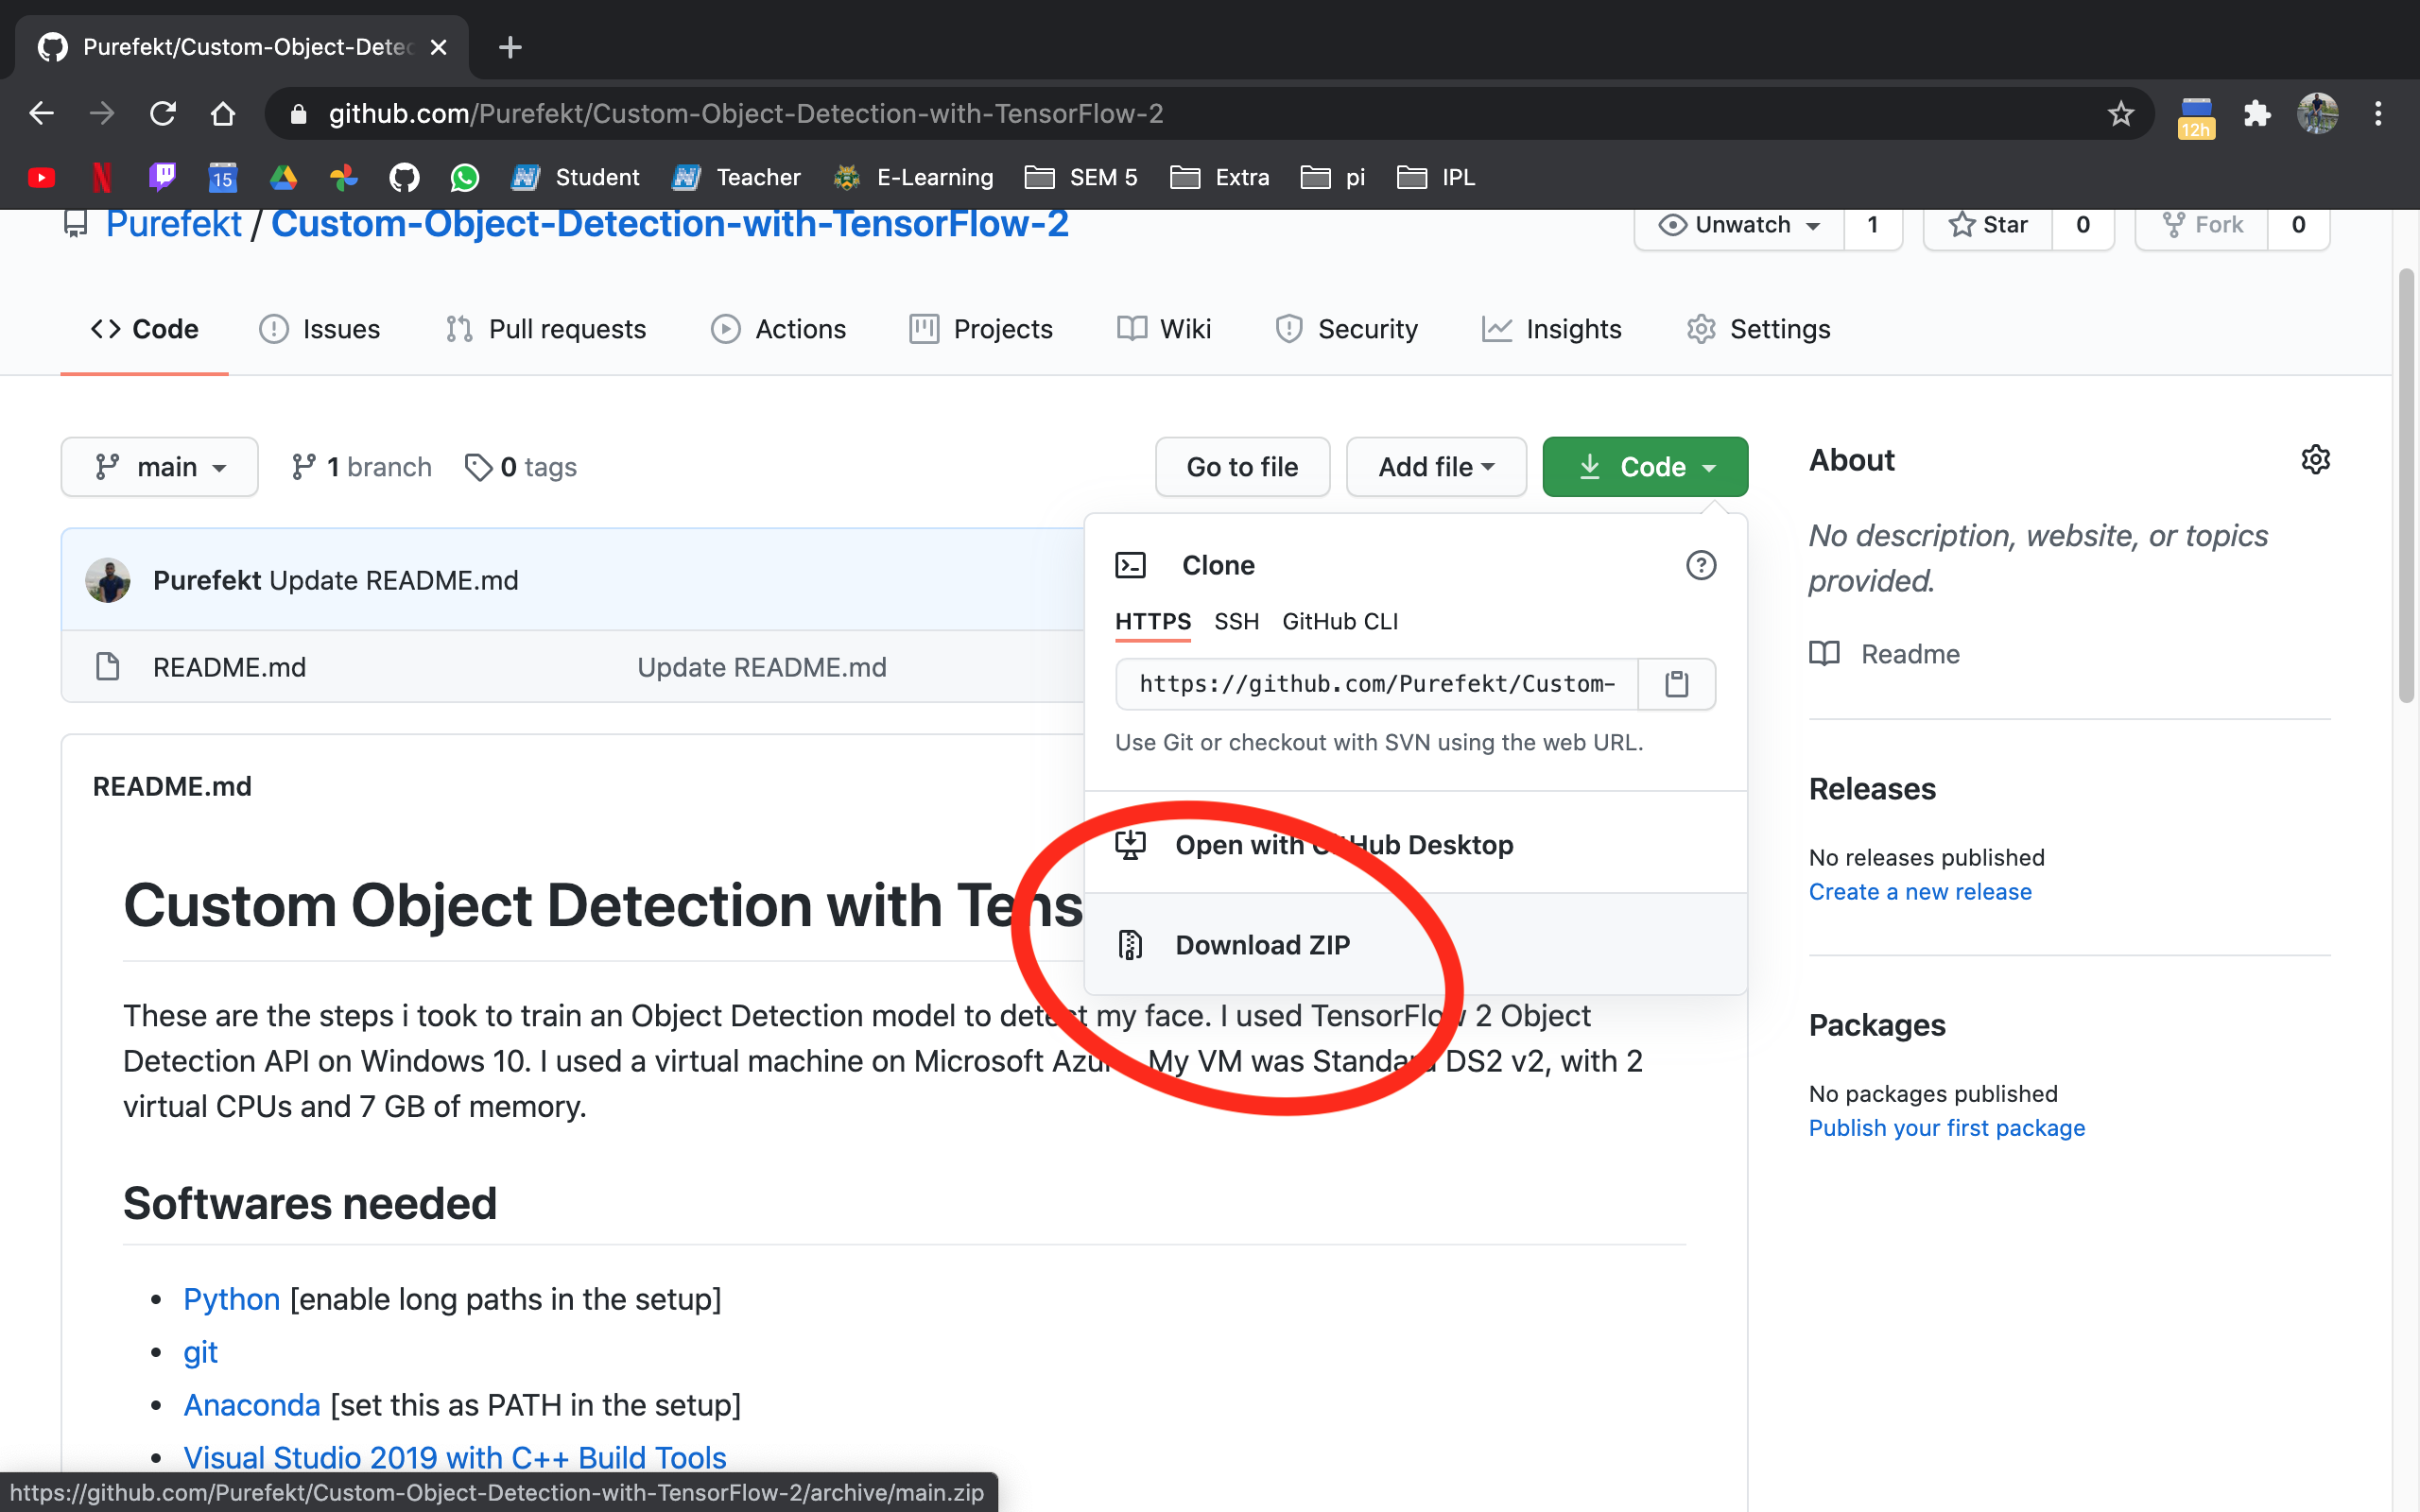 Purefekt/Custom-Object-Detec
github.com/Purefekt/Custom-Object-Detection-with-TensorFlow-2
12h
15
Student
Teacher
E-Learning
SEM 5
Extra
pi
IPL
Purefekt / Custom-Object-Detection-with-TensorFlow-2
Unwatch 1
Star 0
Fork 0
Code
Issues
Pull requests
Actions
Projects
Wiki
Security
Insights
Settings
main
1 branch
0 tags
Go to file
Add file
Code
Purefekt Update README.md
README.md
Update README.md
Clone
HTTPS SSH GitHub CLI
https://github.com/Purefekt/Custom-
Use Git or checkout with SVN using the web URL.
Open with GitHub Desktop
Download ZIP
README.md
Custom Object Detection with Tens
These are the steps i took to train an Object Detection model to detect my face. I used TensorFlow 2 Object
Detection API on Windows 10. I used a virtual machine on Microsoft Azure. My VM was Standard DS2 v2, with 2
virtual CPUs and 7 GB of memory.
Softwares needed
Python [enable long paths in the setup]
git
Anaconda [set this as PATH in the setup]
Visual Studio 2019 with C++ Build Tools
About
No description, website, or topics
provided.
Readme
Releases
No releases published
Create a new release
Packages
No packages published
Publish your first package
https://github.com/Purefekt/Custom-Object-Detection-with-TensorFlow-2/archive/main.zip